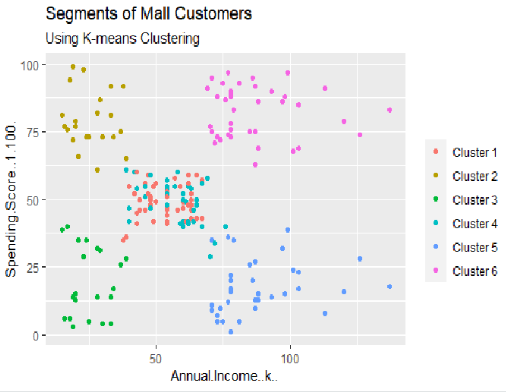 Segments of Mall Customers
Using K-means Clustering
Spending.Score..1.100.
100
75
50
25
0
50 100
Annual.Income..k..
Cluster 1
Cluster 2
Cluster 3
Cluster 4
Cluster 5
Cluster 6